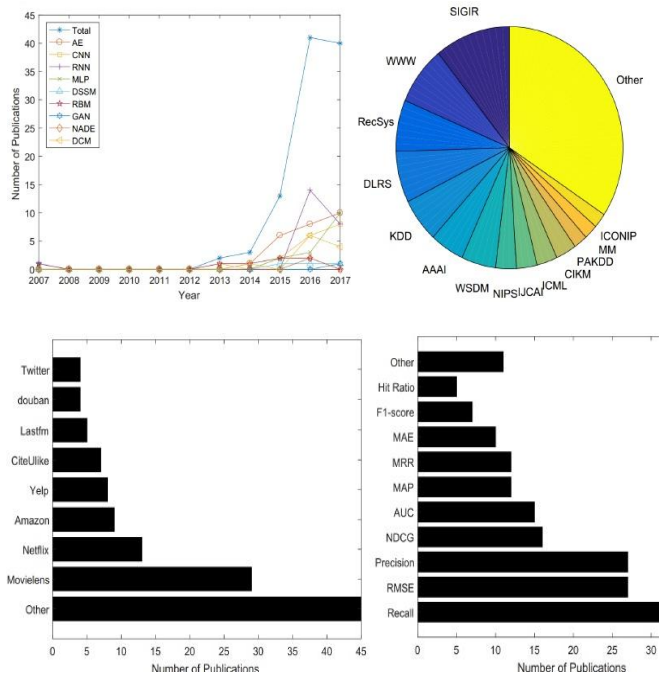 45
40
35
30
25
20
15
10
5
0
Number of Publications
Total
AE
CNN
RNN
MLP
DSSM
RBM
GAN
NADE
DCM
2007 2008 2009 2010 2011 2012 2013 2014 2015 2016 2017
Year
SIGIR
WWW
RecSys
DLRS
KDD
AAAI
WSDM
NIPS
IJCAI
ICML
CIKM
PAKDD
MM
ICONIP
Other
Twitter
douban
Lastfm
CiteUlike
Yelp
Amazon
Netflix
Movielens
Other
0 5 10 15 20 25 30 35 40 45
Number of Publications
Other
Hit Ratio
F1-score
MAE
MRR
MAP
AUC
NDCG
Precision
RMSE
Recall
0 5 10 15 20 25 30
Number of Publications